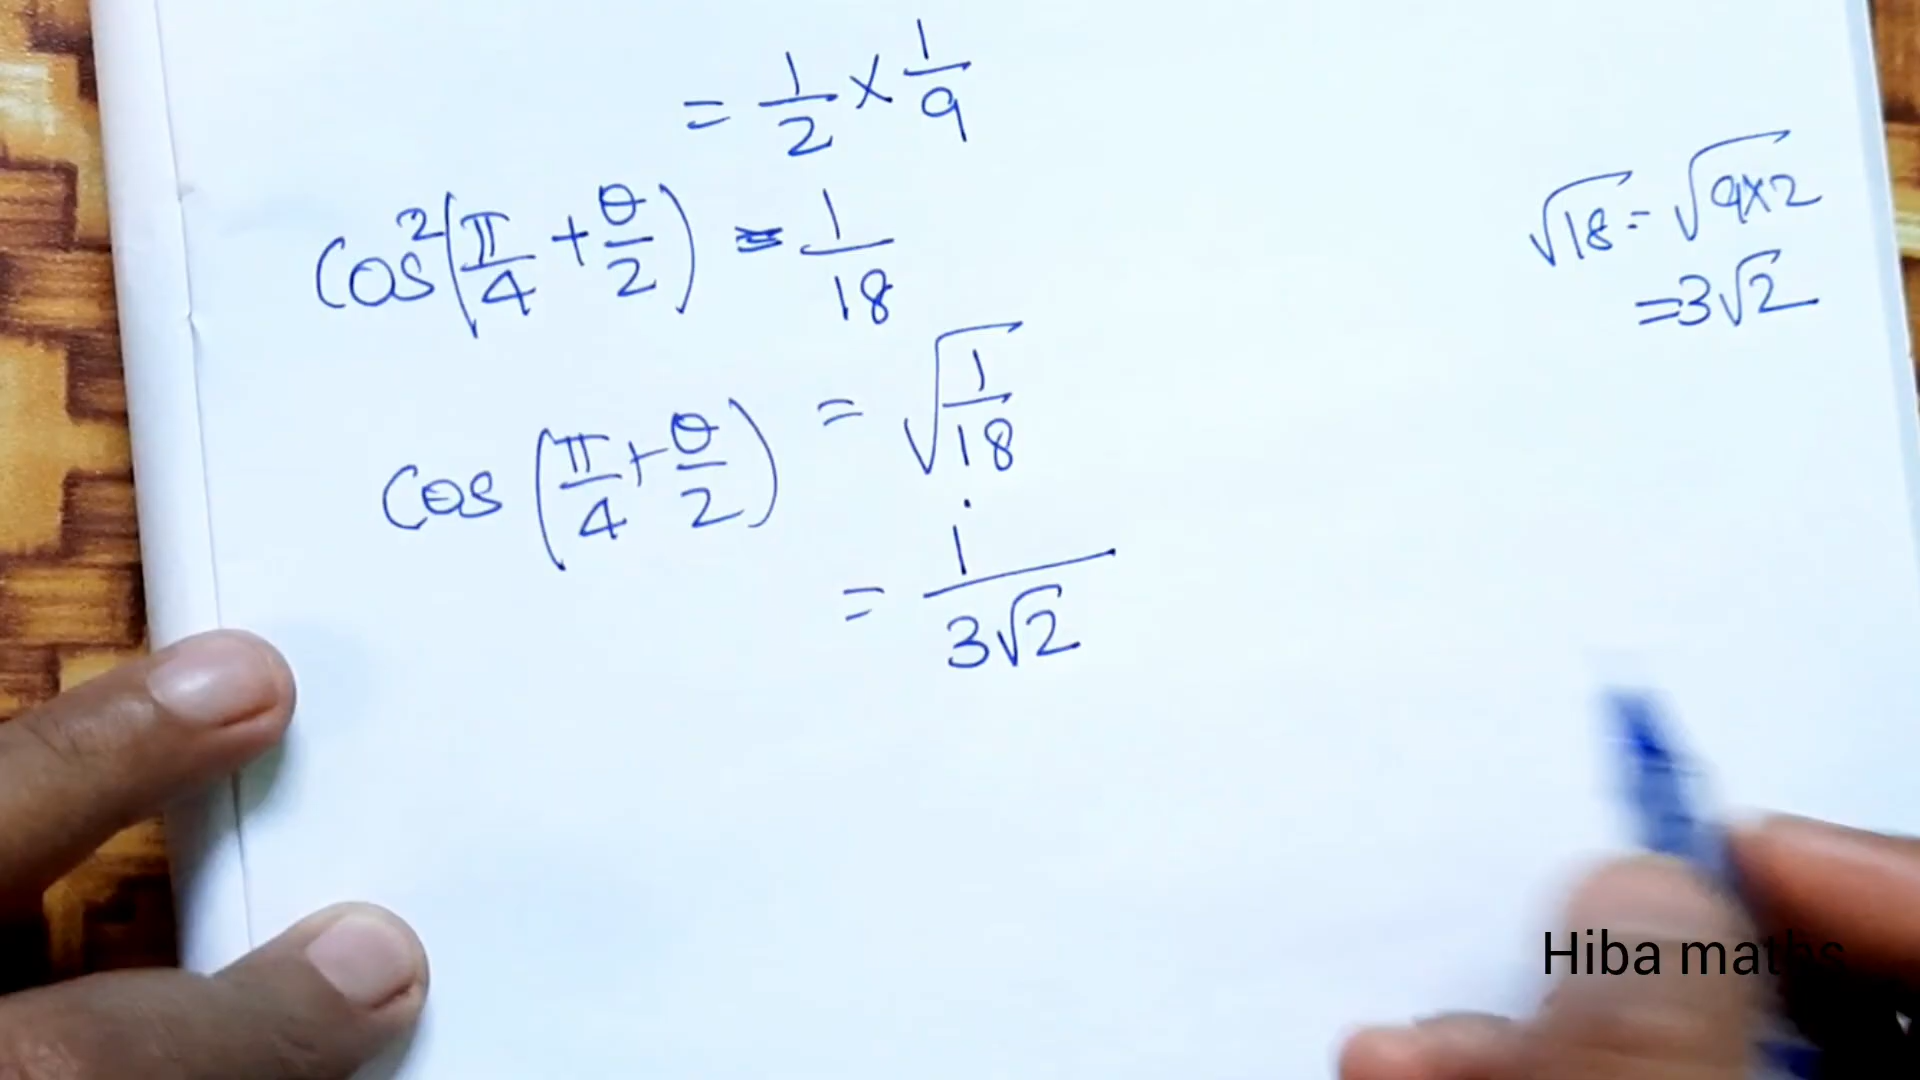 = 1/2 × 1/9
Cos²(π/4 + θ/2) = 1/18
√18 = √9×2
= 3√2
Cos (π/4 + θ/2) = √1/18
= 1/3√2
Hiba maths